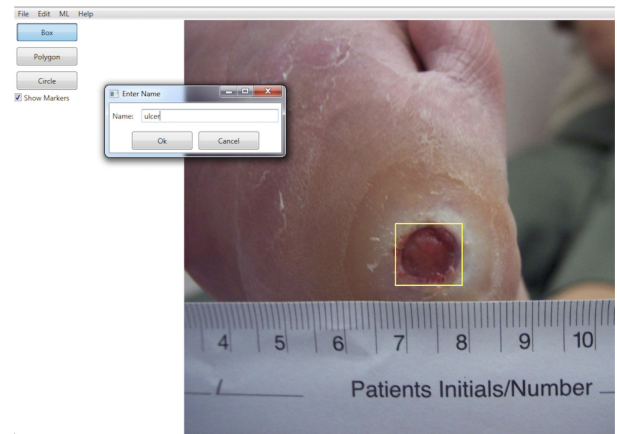 File Edit ML Help
Box
Polygon
Circle
Show Markers
Enter Name
Name: ulcer
Ok Cancel
4 5 6 7 8 9 10
Patients Initials/Number